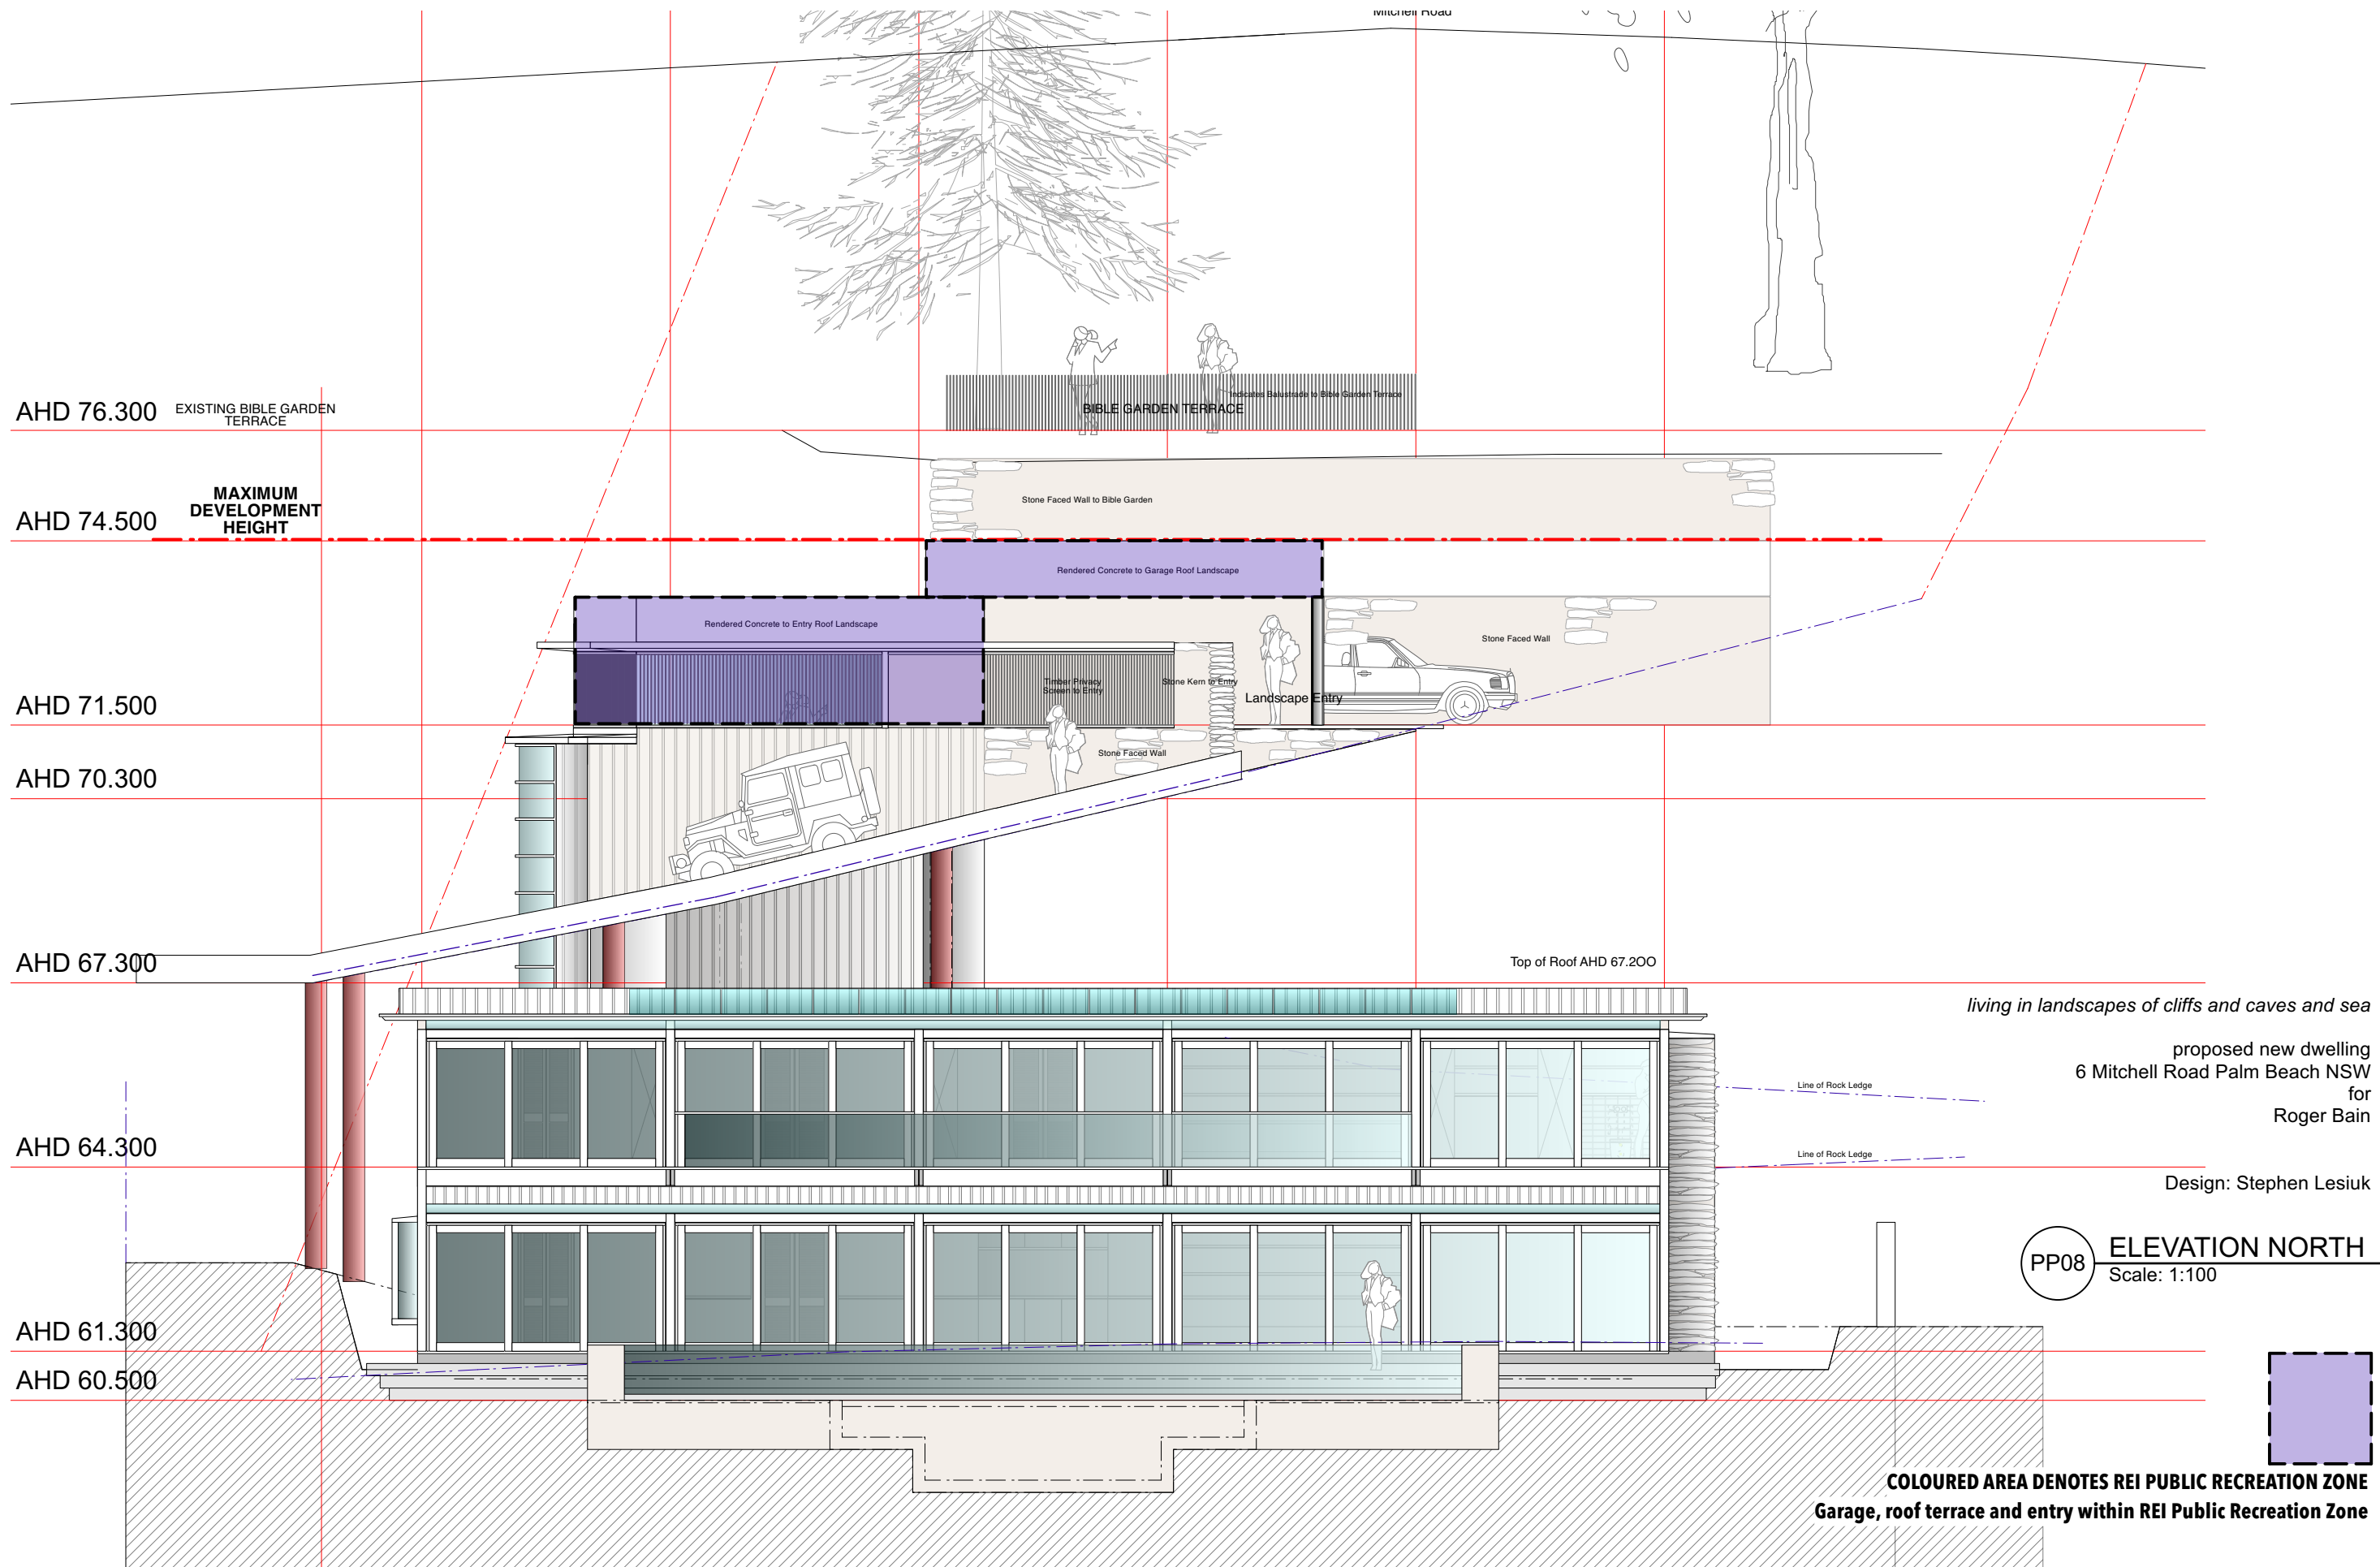 Mitchell Road
AHD 76.300
EXISTING BIBLE GARDEN
TERRACE
Indicates Balustrade to Bible Garden Terrace
BIBLE GARDEN TERRACE
Stone Faced Wall to Bible Garden
AHD 74.500
MAXIMUM
DEVELOPMENT
HEIGHT
Rendered Concrete to Garage Roof Landscape
Rendered Concrete to Entry Roof Landscape
Stone Faced Wall
Timber Privacy
Screen to Entry
Stone Kern to Entry
Landscape Entry
AHD 71.500
Stone Faced Wall
AHD 70.300
AHD 67.300
Top of Roof AHD 67.2OO
living in landscapes of cliffs and caves and sea
proposed new dwelling
6 Mitchell Road Palm Beach NSW
for
Roger Bain
Line of Rock Ledge
AHD 64.300
Line of Rock Ledge
Design: Stephen Lesiuk
PP08
ELEVATION NORTH
Scale: 1:100
AHD 61.300
AHD 60.500
COLOURED AREA DENOTES REI PUBLIC RECREATION ZONE
Garage, roof terrace and entry within REI Public Recreation Zone